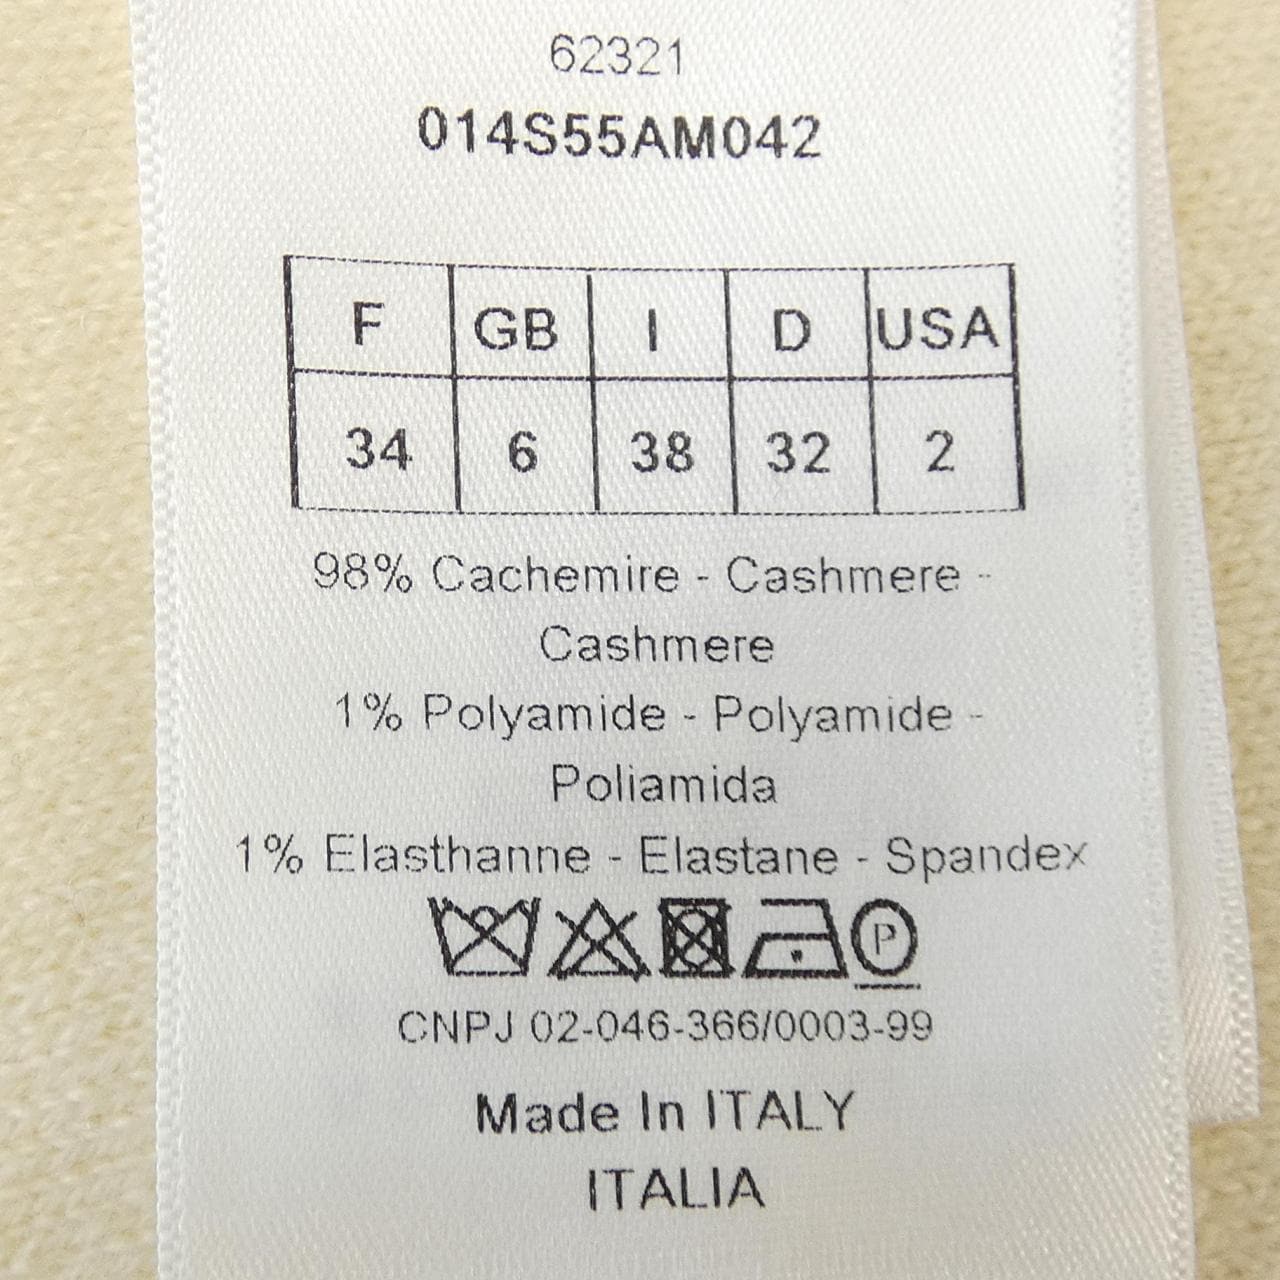 62321
014S55AM042
F GB I D USA
34 6 38 32 2
98% Cachemire - Cashmere -
Cashmere
1% Polyamide - Polyamide -
Poliamida
1% Elasthanne - Elastane - Spandex
P
CNPJ 02-046-366/0003-99
Made In ITALY
ITALIA